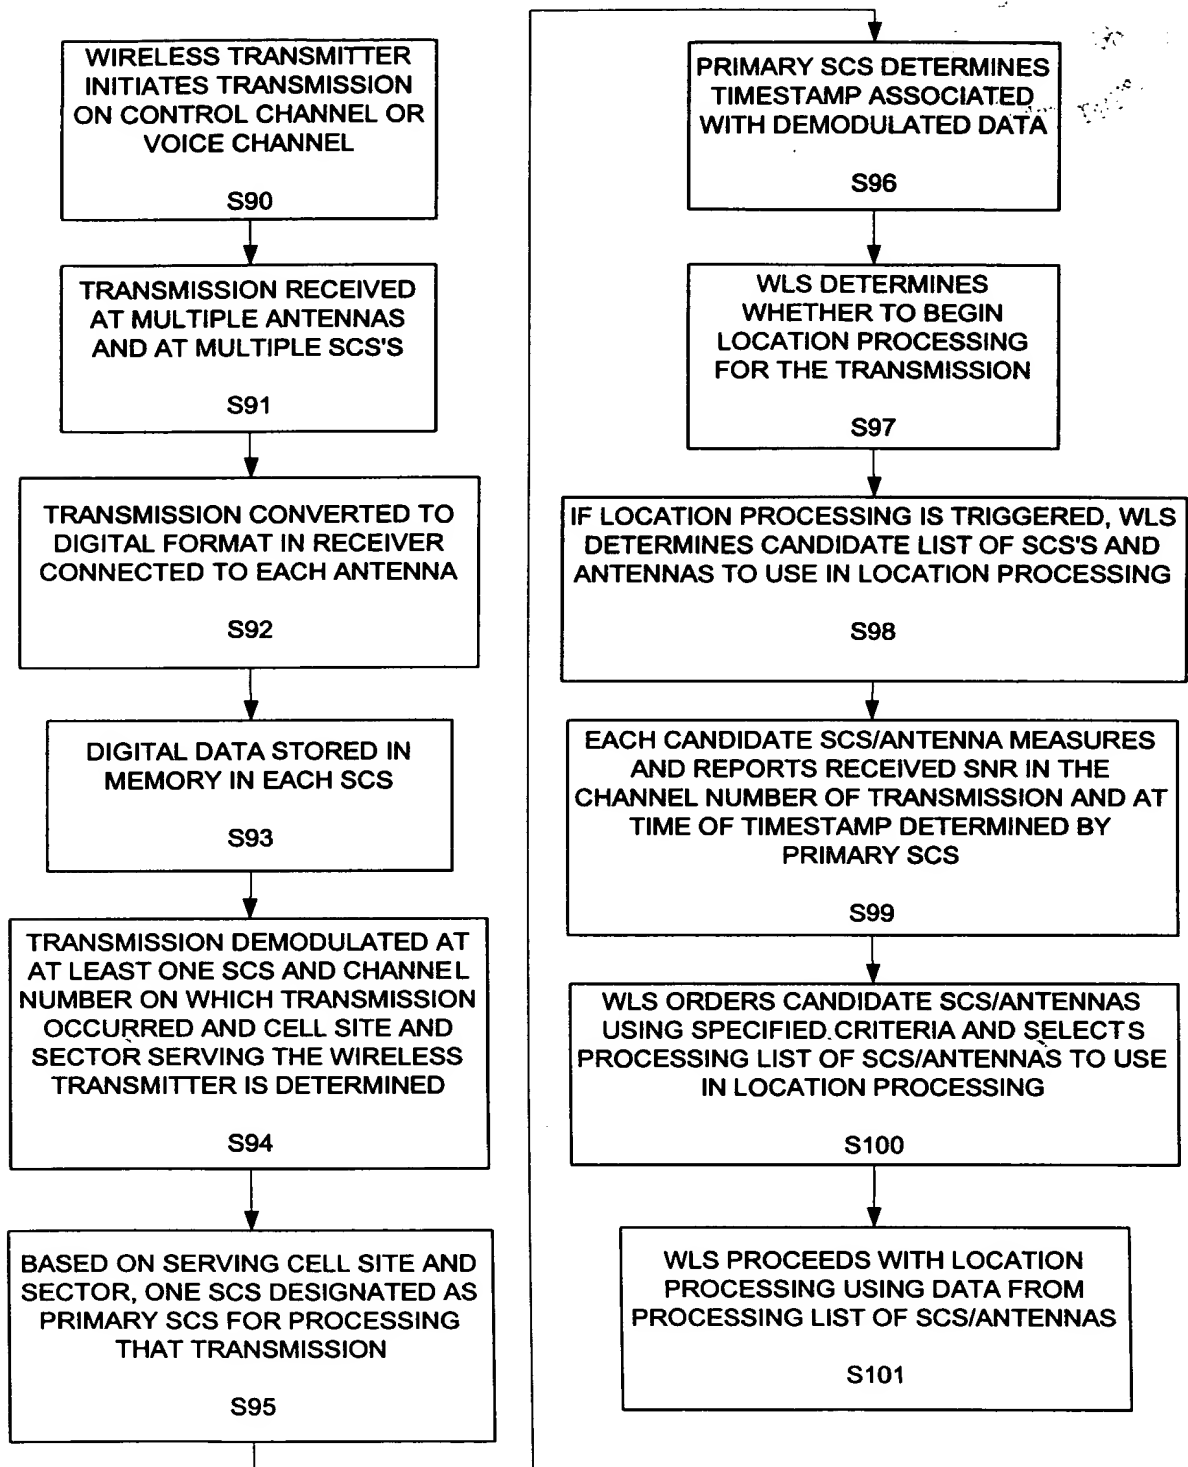 WIRELESS TRANSMITTER
INITIATES TRANSMISSION
ON CONTROL CHANNEL OR
VOICE CHANNEL
S90
TRANSMISSION RECEIVED
AT MULTIPLE ANTENNAS
AND AT MULTIPLE SCS'S
S91
TRANSMISSION CONVERTED TO
DIGITAL FORMAT IN RECEIVER
CONNECTED TO EACH ANTENNA
S92
DIGITAL DATA STORED IN
MEMORY IN EACH SCS
S93
TRANSMISSION DEMODULATED AT
AT LEAST ONE SCS AND CHANNEL
NUMBER ON WHICH TRANSMISSION
OCCURRED AND CELL SITE AND
SECTOR SERVING THE WIRELESS
TRANSMITTER IS DETERMINED
S94
BASED ON SERVING CELL SITE AND
SECTOR, ONE SCS DESIGNATED AS
PRIMARY SCS FOR PROCESSING
THAT TRANSMISSION
S95
PRIMARY SCS DETERMINES
TIMESTAMP ASSOCIATED
WITH DEMODULATED DATA
S96
WLS DETERMINES
WHETHER TO BEGIN
LOCATION PROCESSING
FOR THE TRANSMISSION
S97
IF LOCATION PROCESSING IS TRIGGERED, WLS
DETERMINES CANDIDATE LIST OF SCS'S AND
ANTENNAS TO USE IN LOCATION PROCESSING
S98
EACH CANDIDATE SCS/ANTENNA MEASURES
AND REPORTS RECEIVED SNR IN THE
CHANNEL NUMBER OF TRANSMISSION AND AT
TIME OF TIMESTAMP DETERMINED BY
PRIMARY SCS
S99
WLS ORDERS CANDIDATE SCS/ANTENNAS
USING SPECIFIED CRITERIA AND SELECTS
PROCESSING LIST OF SCS/ANTENNAS TO USE
IN LOCATION PROCESSING
S100
WLS PROCEEDS WITH LOCATION
PROCESSING USING DATA FROM
PROCESSING LIST OF SCS/ANTENNAS
S101